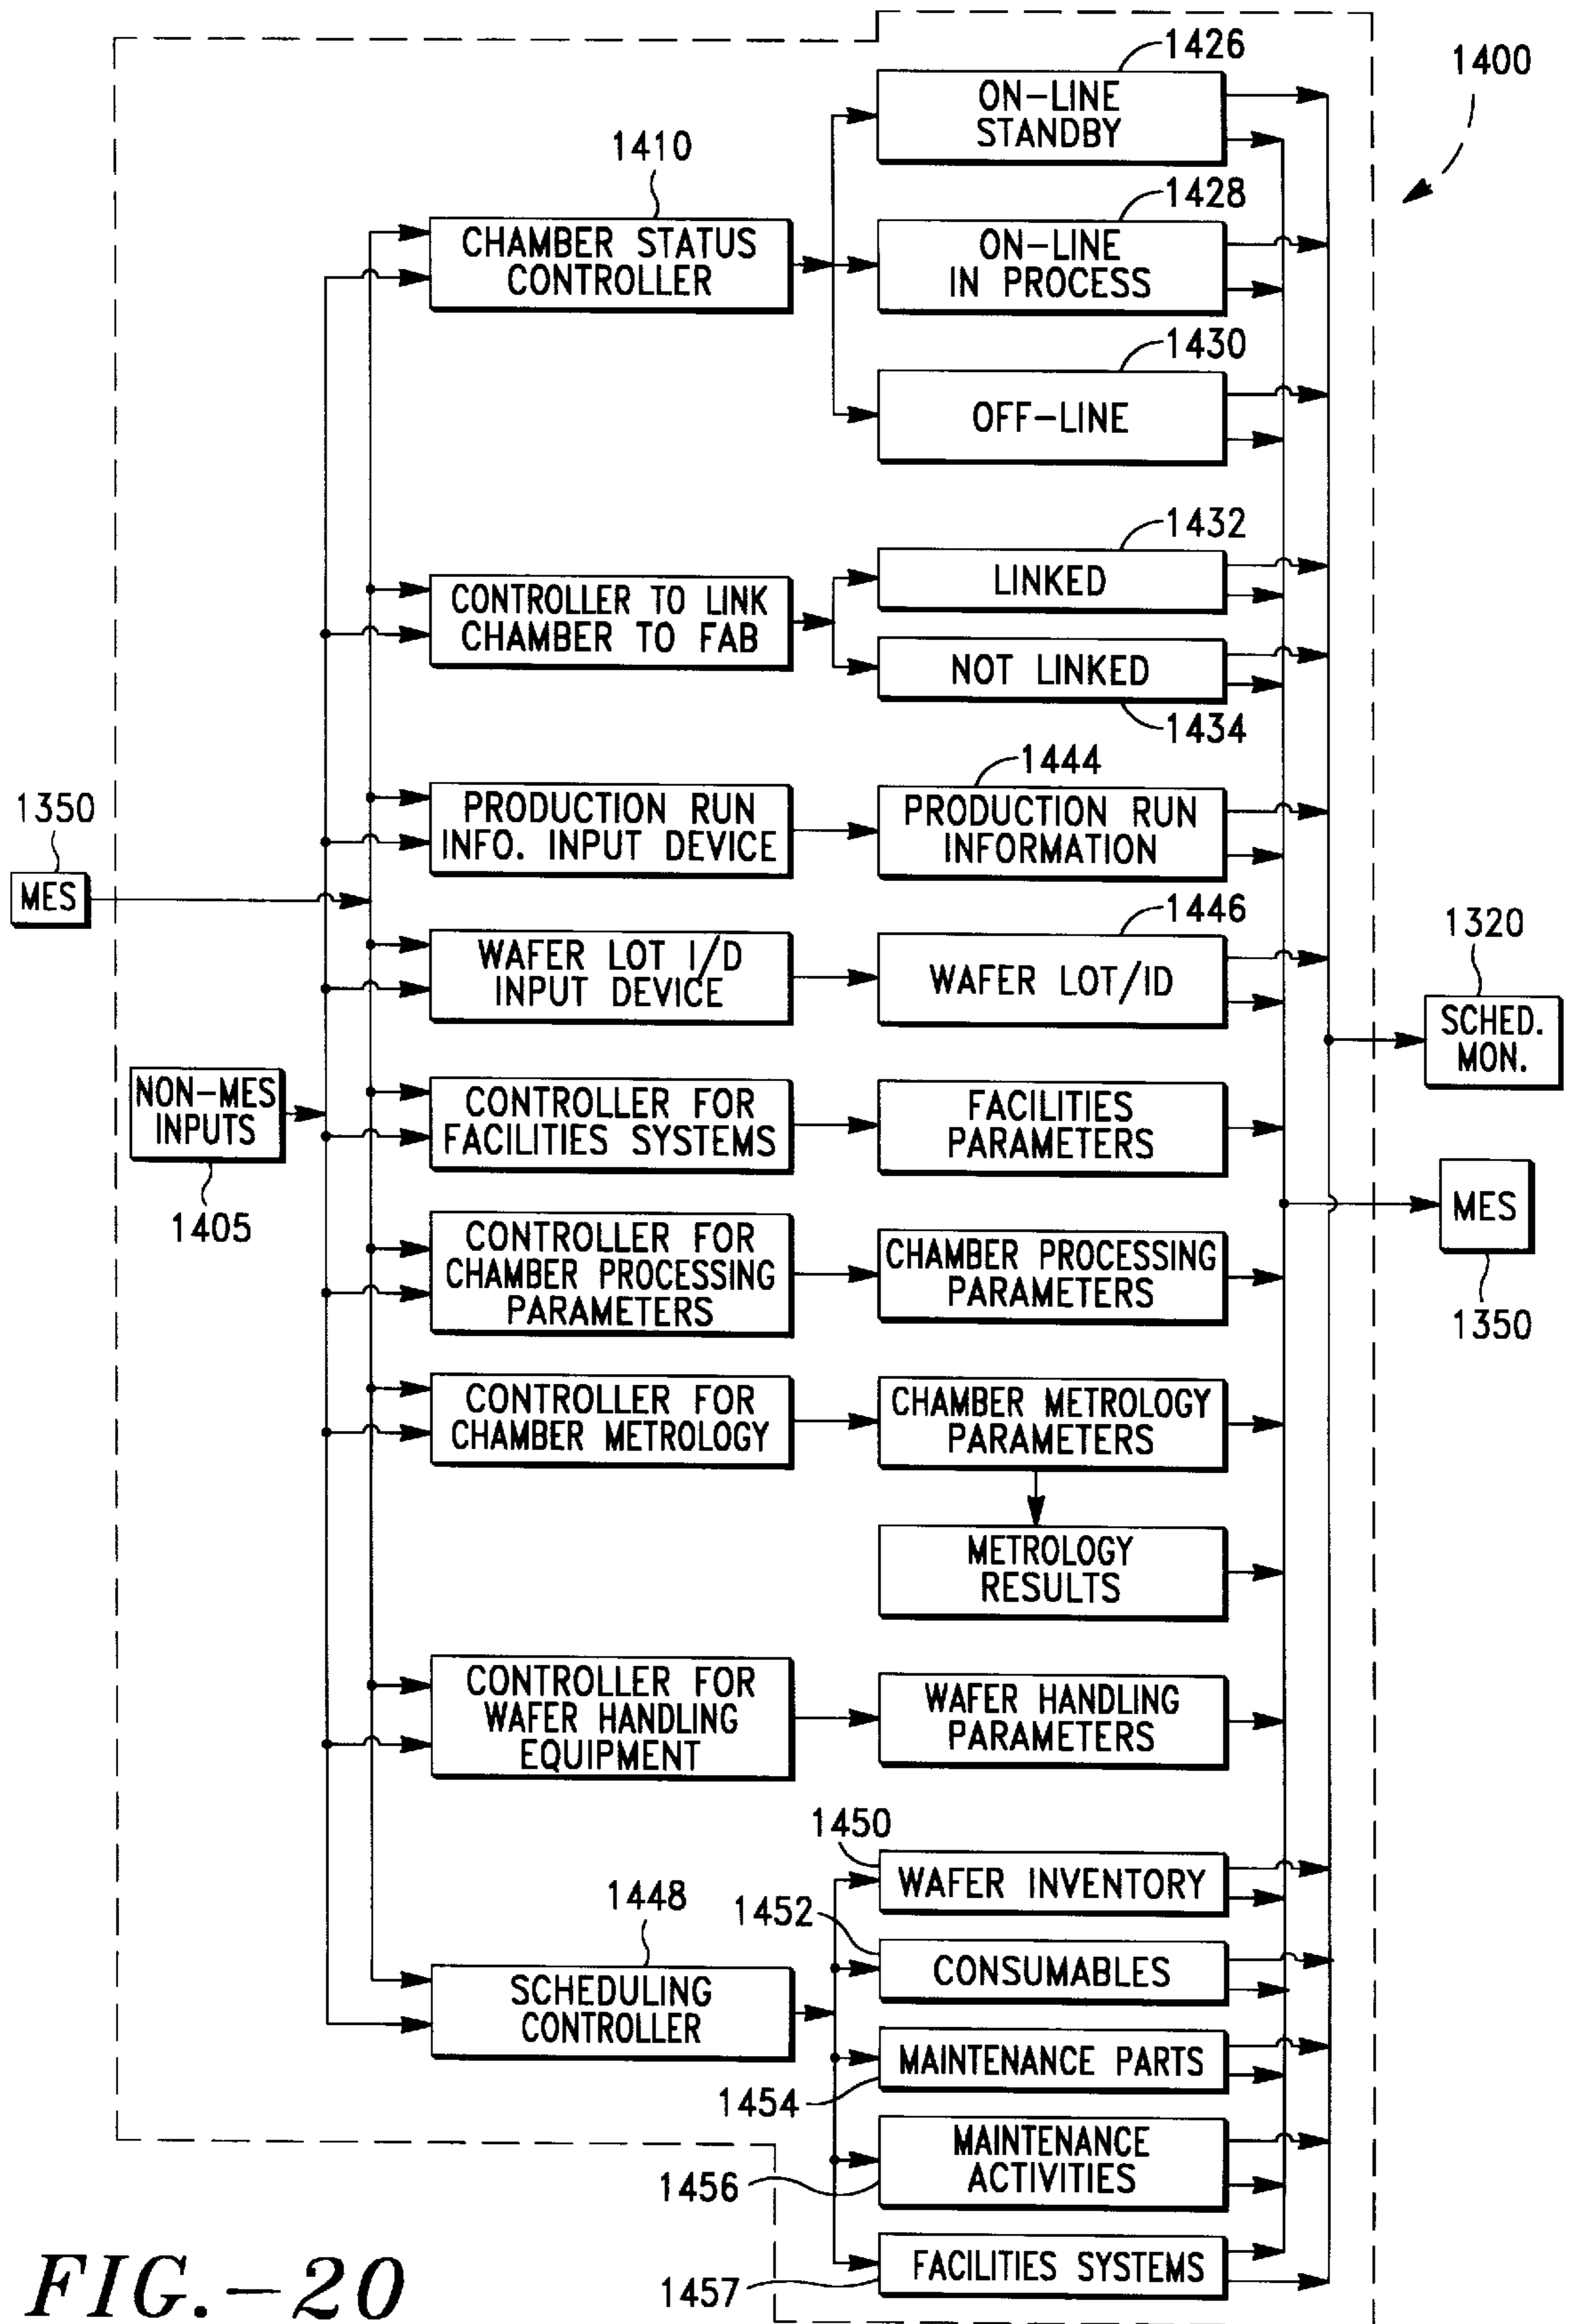 1426
1400
ON-LINE
STANDBY
1410
1428
CHAMBER STATUS
CONTROLLER
ON-LINE
IN PROCESS
1430
OFF-LINE
1432
CONTROLLER TO LINK
CHAMBER TO FAB
LINKED
NOT LINKED
1434
1444
1350
PRODUCTION RUN
INFO. INPUT DEVICE
PRODUCTION RUN
INFORMATION
MES
1446
1320
WAFER LOT I/D
INPUT DEVICE
WAFER LOT/ID
SCHED.
MON.
NON-MES
INPUTS
1405
CONTROLLER FOR
FACILITIES SYSTEMS
FACILITIES
PARAMETERS
MES
1350
CONTROLLER FOR
CHAMBER PROCESSING
PARAMETERS
CHAMBER PROCESSING
PARAMETERS
CONTROLLER FOR
CHAMBER METROLOGY
CHAMBER METROLOGY
PARAMETERS
METROLOGY
RESULTS
CONTROLLER FOR
WAFER HANDLING
EQUIPMENT
WAFER HANDLING
PARAMETERS
1450
WAFER INVENTORY
1448
1452
SCHEDULING
CONTROLLER
CONSUMABLES
MAINTENANCE PARTS
1454
MAINTENANCE
ACTIVITIES
1456
FACILITIES SYSTEMS
1457
FIG.-20